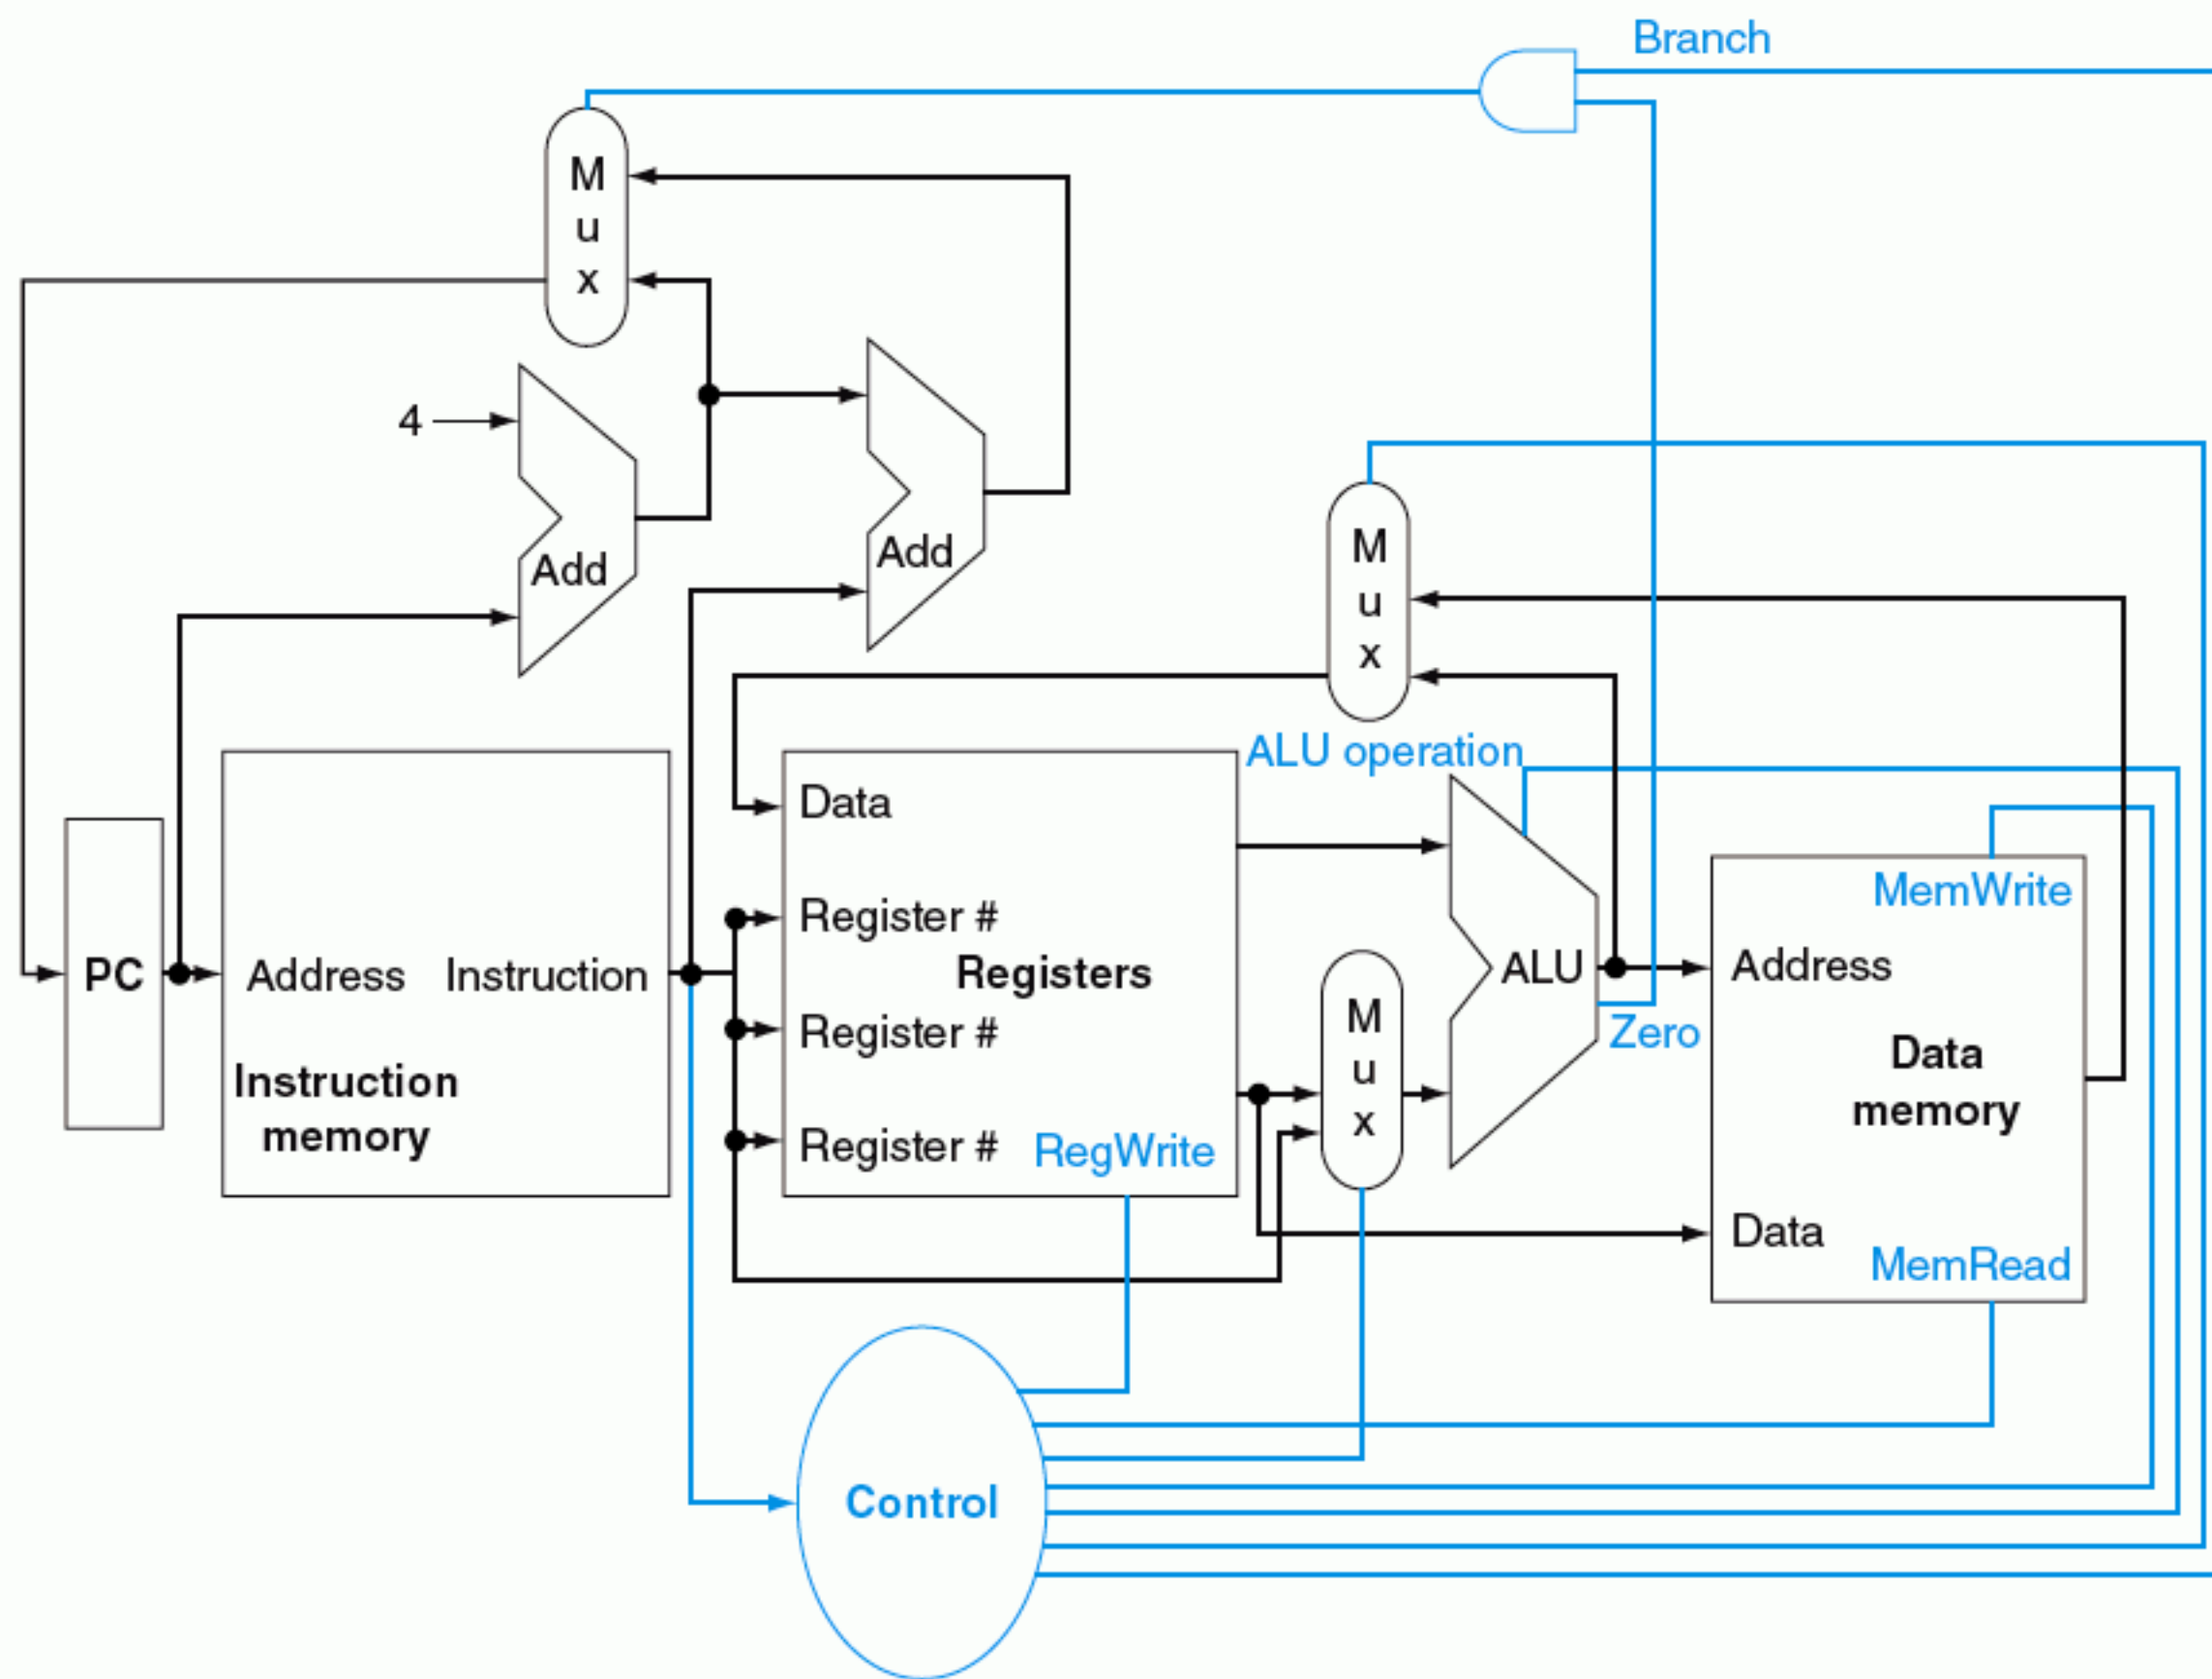 Branch
M
u
x
4
Add
Add
M
u
x
ALU operation
Data
Register #
Registers
Register #
Register #
RegWrite
PC
Address
Instruction
Instruction
memory
M
u
x
ALU
Zero
MemWrite
Address
Data
memory
Data
MemRead
Control